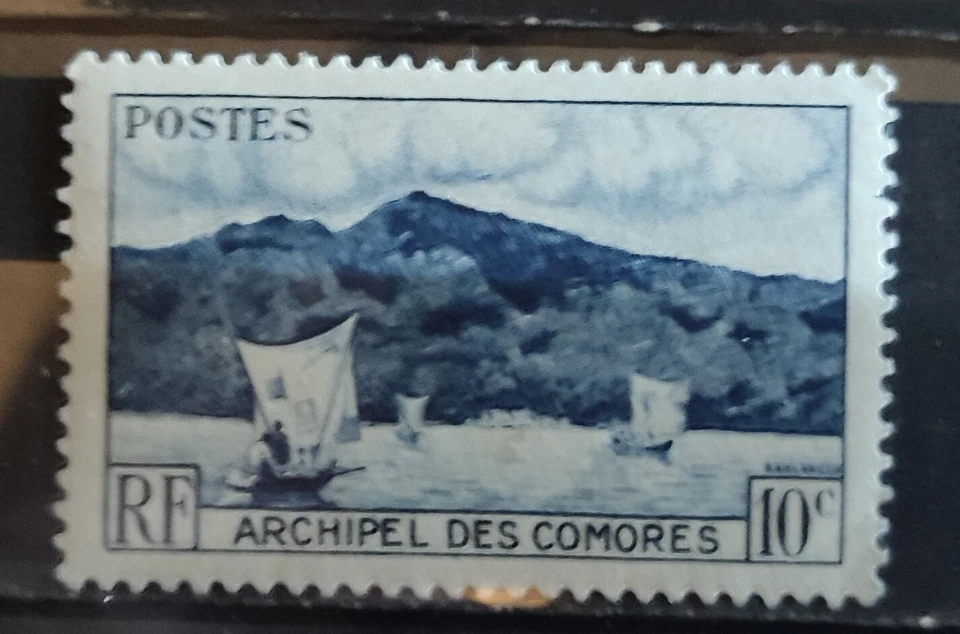 POSTES
RF
ARCHIPEL DES COMORES
10c